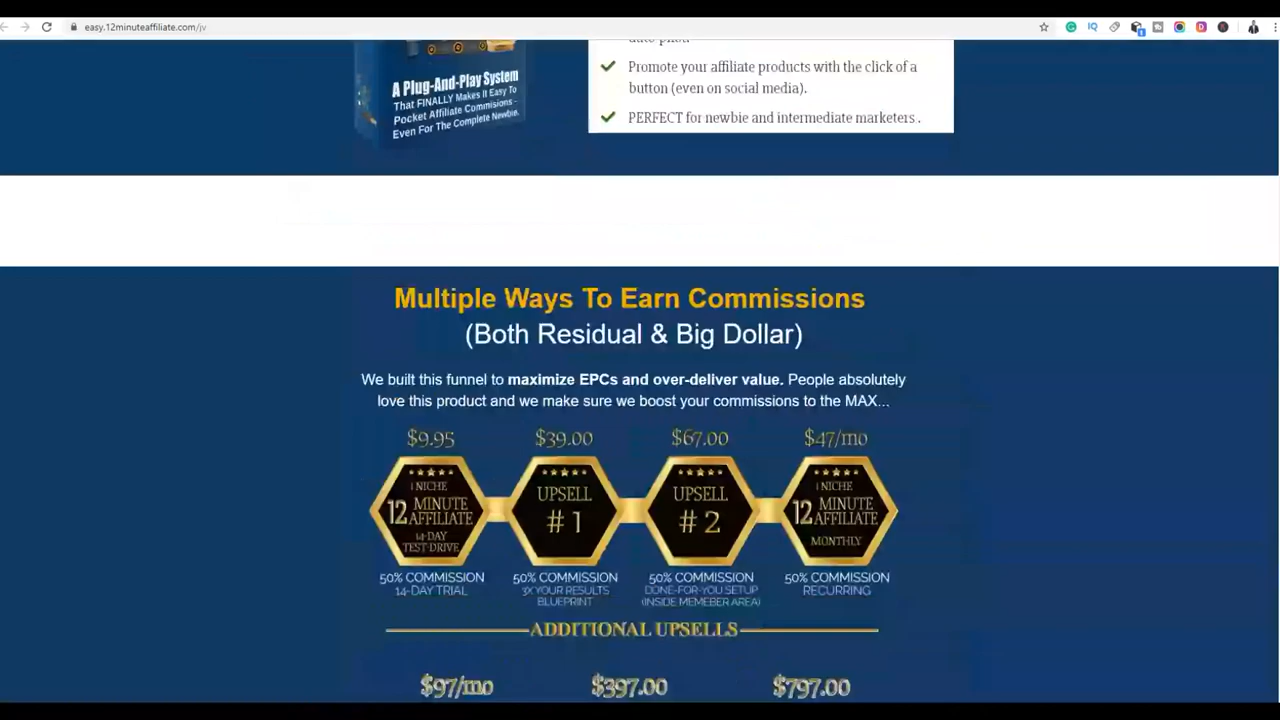 easy.12minuteaffiliate.com/jv
A Plug-And-Play System
That FINALLY Makes It Easy To
Pocket Affiliate Commisions -
Even For The Complete Newbie.
auto-pilot.
Promote your affiliate products with the click of a
button (even on social media).
PERFECT for newbie and intermediate marketers .
Multiple Ways To Earn Commissions
(Both Residual & Big Dollar)
We built this funnel to maximize EPCs and over-deliver value. People absolutely
love this product and we make sure we boost your commissions to the MAX...
$9.95 $39.00 $67.00 $47/mo
1 NICHE
12 MINUTE
AFFILIATE
14-DAY
TEST-DRIVE
UPSELL
#1
UPSELL
#2
1 NICHE
12 MINUTE
AFFILIATE
MONTHLY
50% COMMISSION
14-DAY TRIAL
50% COMMISSION
3X YOUR RESULTS
BLUEPRINT
50% COMMISSION
DONE-FOR-YOU SETUP
(INSIDE MEMEBER AREA)
50% COMMISSION
RECURRING
ADDITIONAL UPSELLS
$97/mo $397.00 $797.00